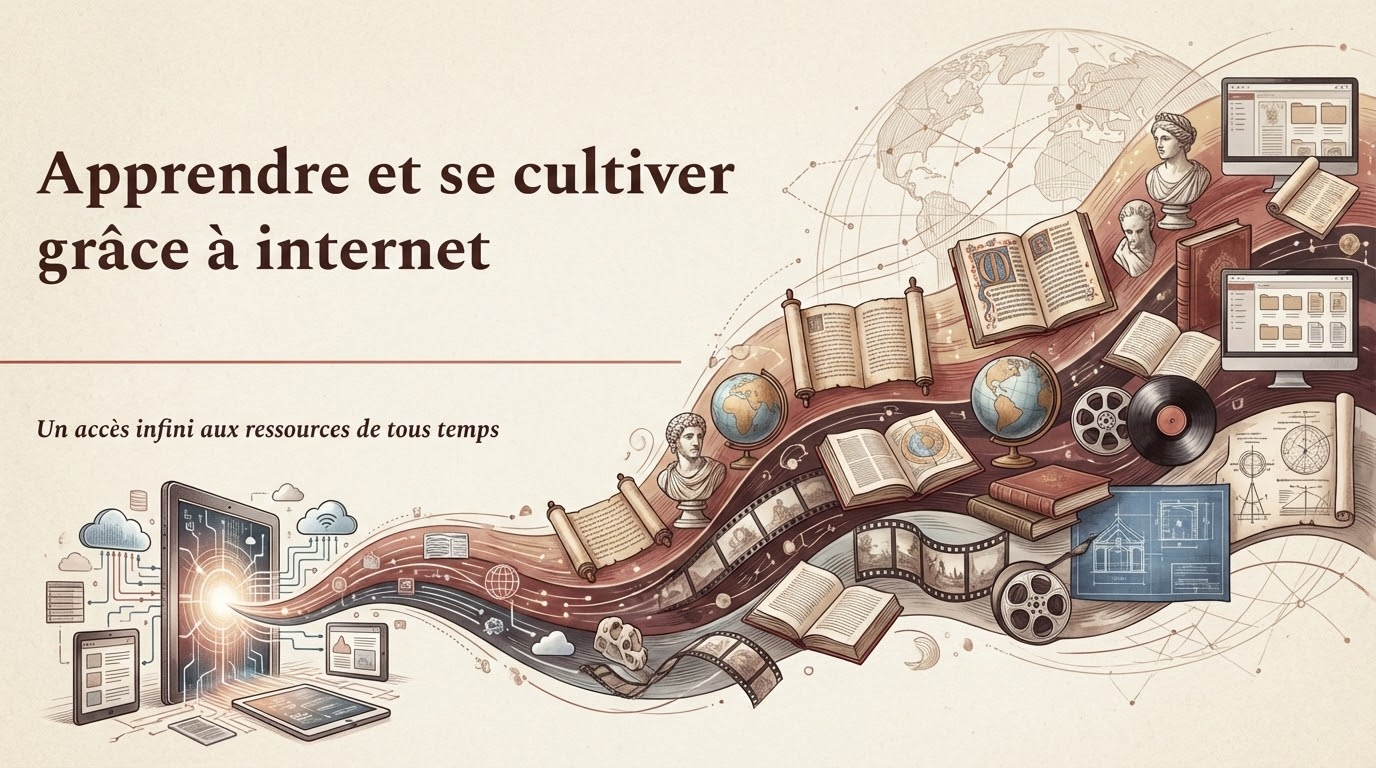 Apprendre et se cultiver
grâce à internet
Un accès infini aux ressources de tous temps